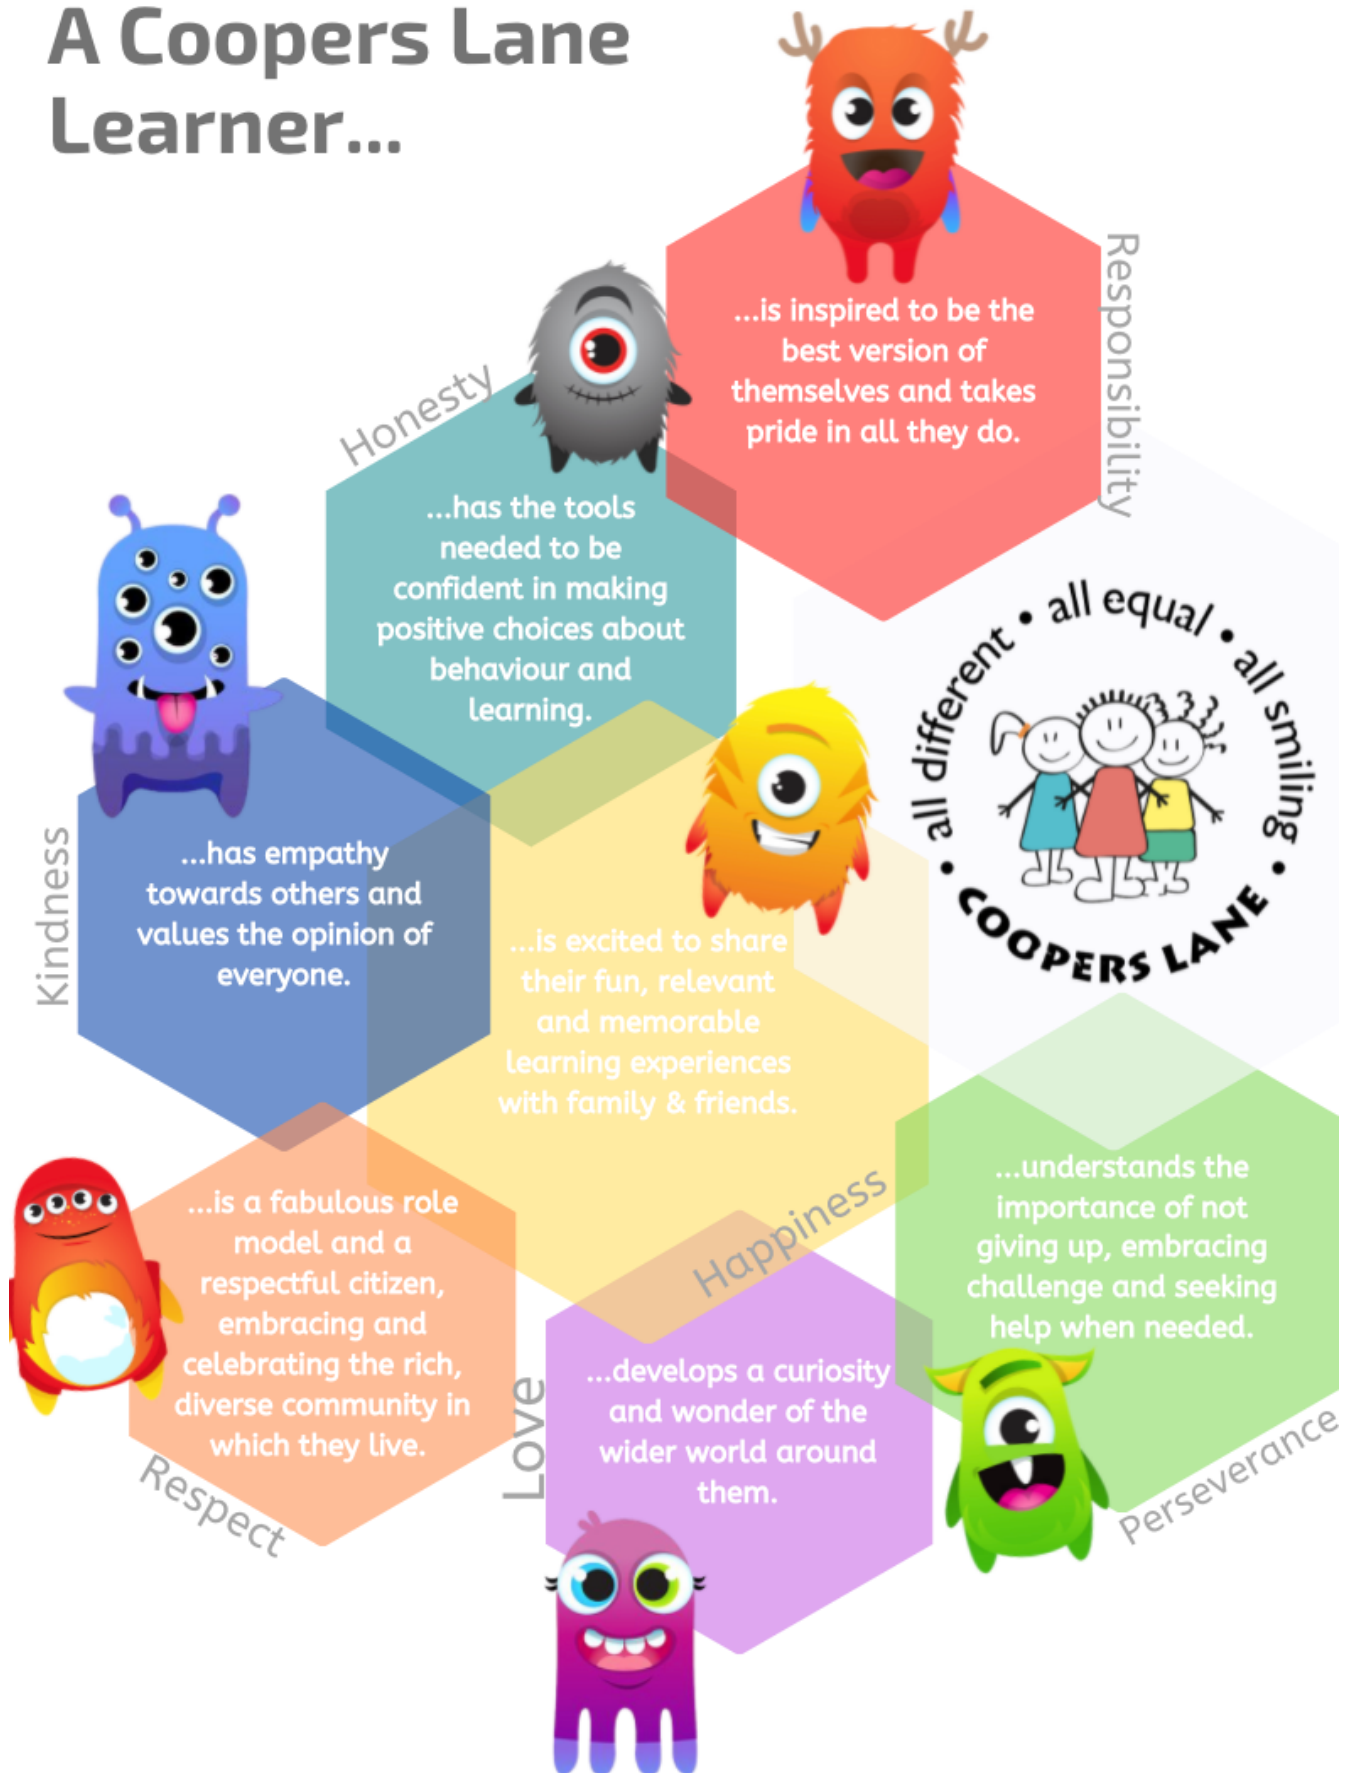 A Coopers Lane
Learner...
Responsibility
...is inspired to be the
best version of
themselves and takes
pride in all they do.
Honesty
...has the tools
needed to be
confident in making
positive choices about
behaviour and
learning.
• all different • all equal • all smiling •
COOPERS LANE
Kindness
...has empathy
towards others and
values the opinion of
everyone.
...is excited to share
their fun, relevant
and memorable
learning experiences
with family & friends.
Happiness
...understands the
importance of not
giving up, embracing
challenge and seeking
help when needed.
Perseverance
...is a fabulous role
model and a
respectful citizen,
embracing and
celebrating the rich,
diverse community in
which they live.
Respect
Love
...develops a curiosity
and wonder of the
wider world around
them.